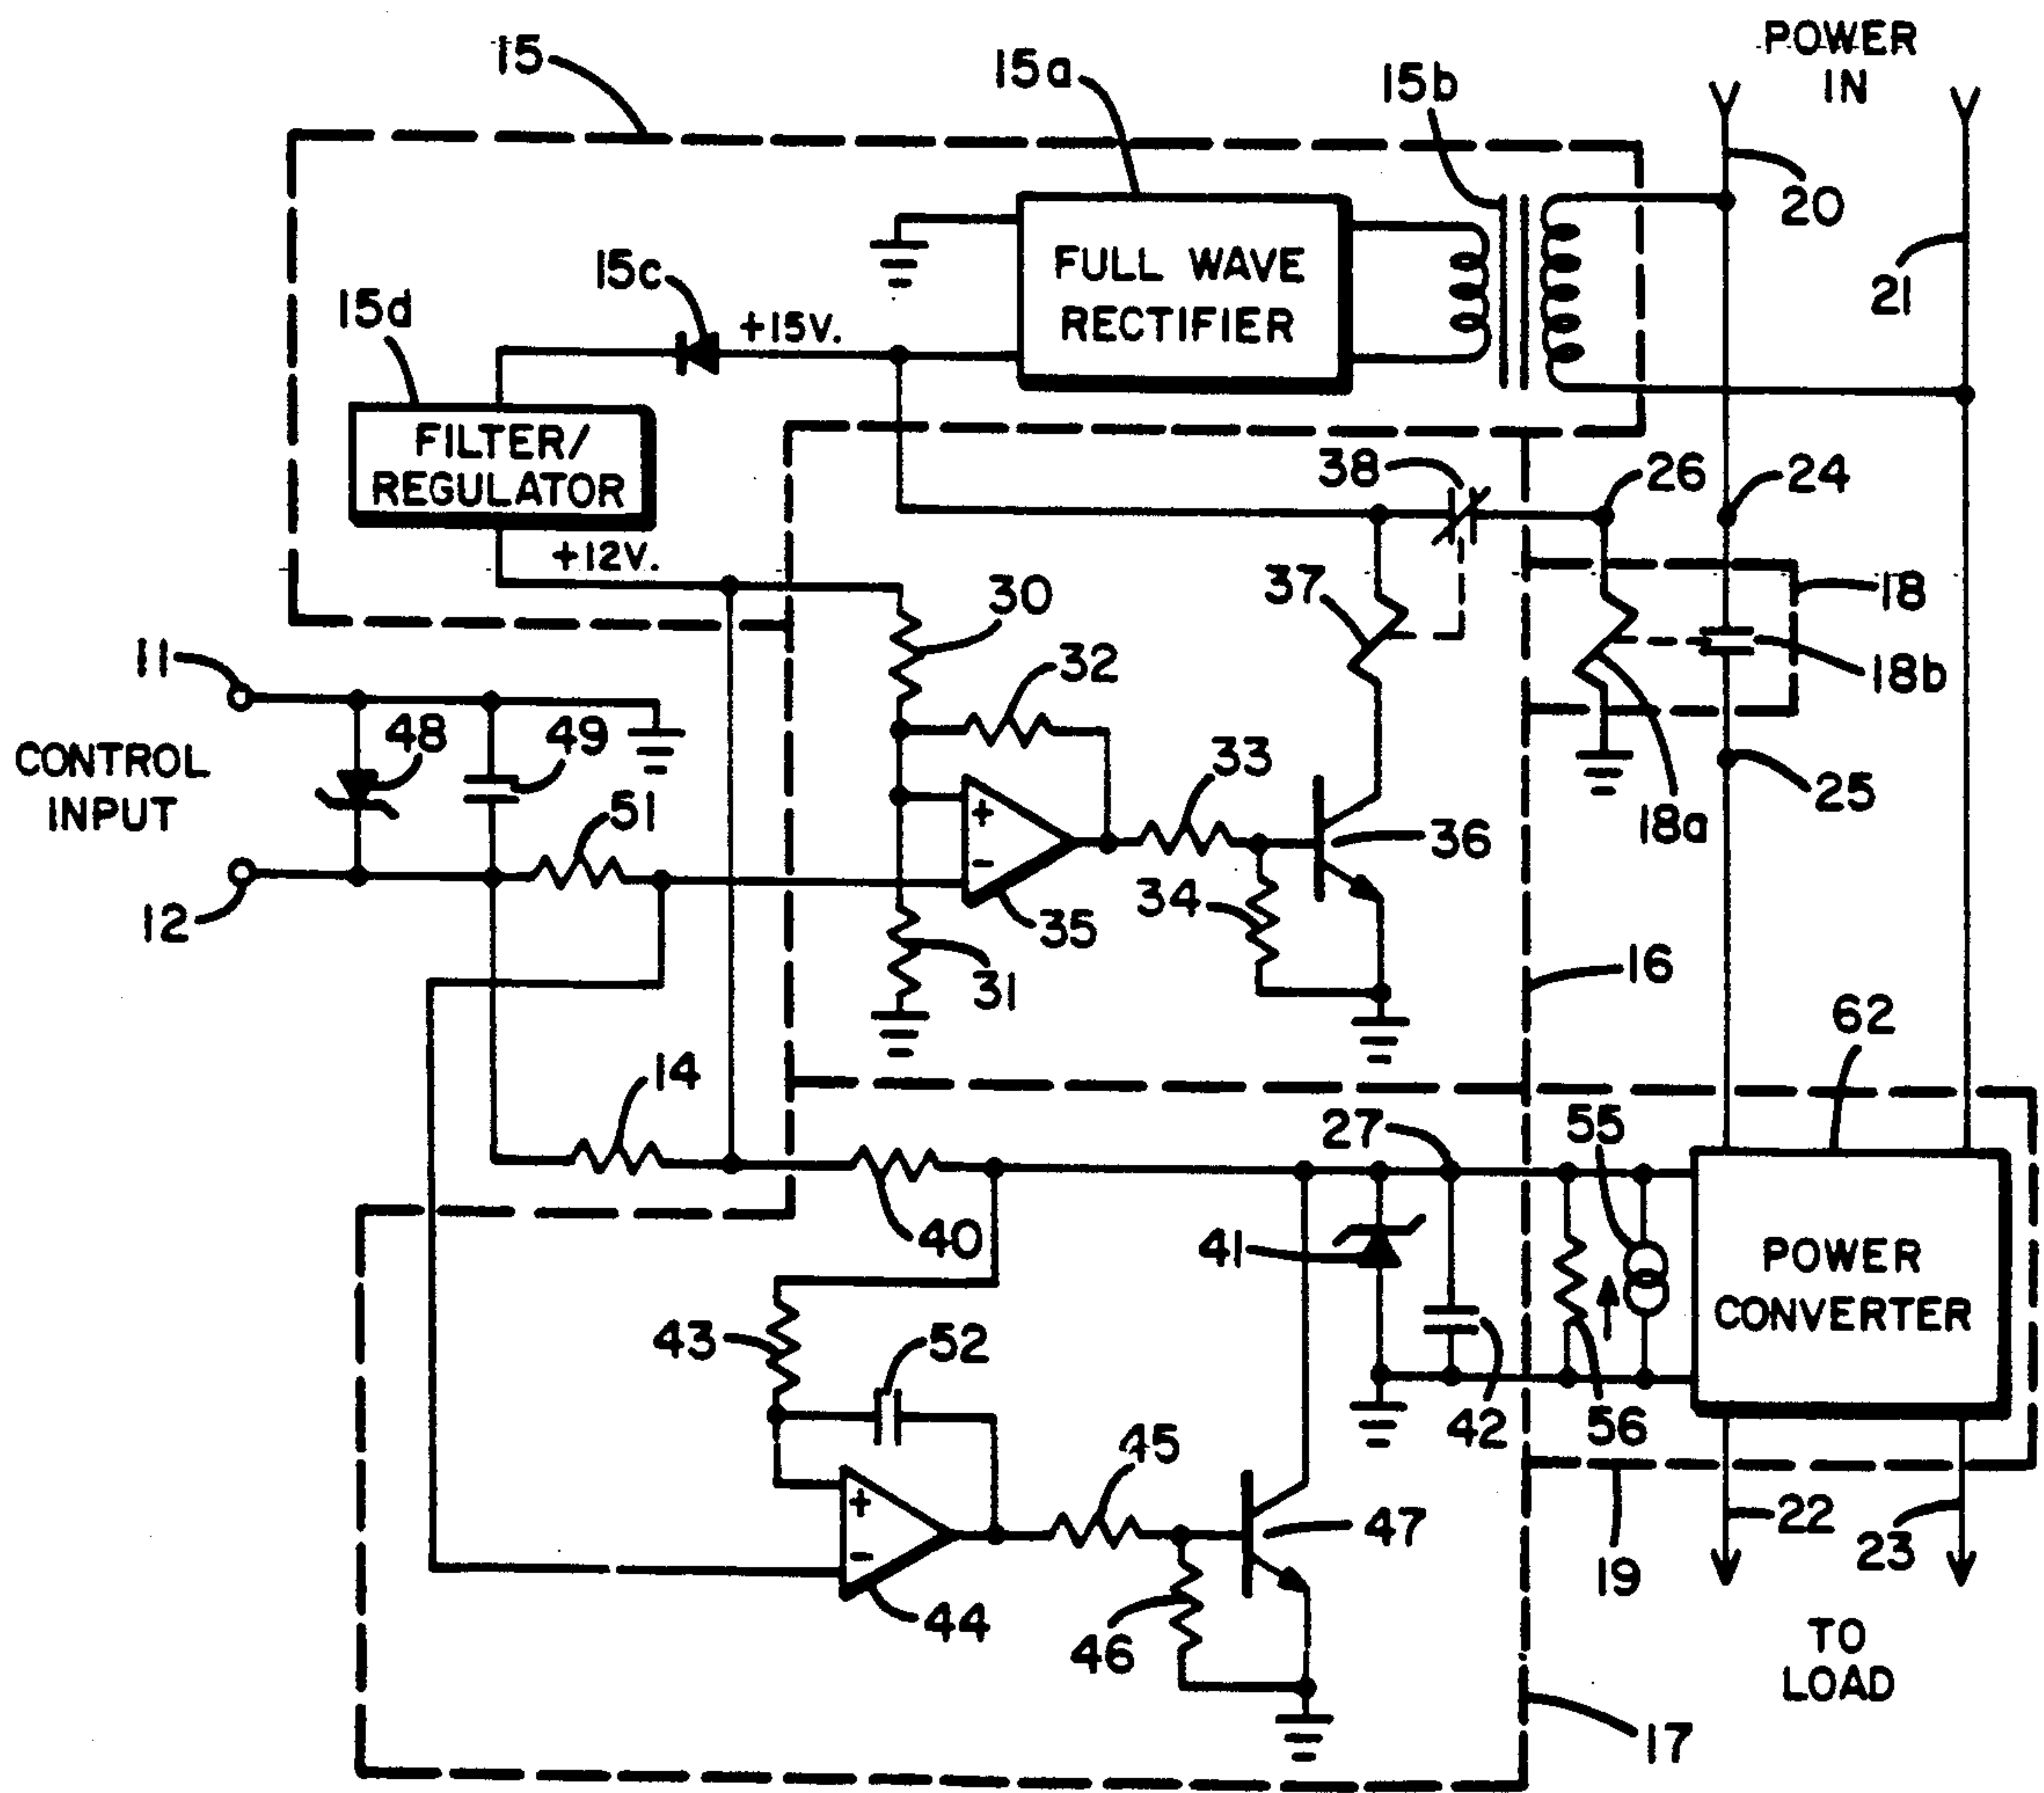 15
15a
15b
POWER
IN
20
21
15c
+15V.
FULL WAVE
RECTIFIER
15d
FILTER/
REGULATOR
+12V.
38
26
24
30
37
18
11
32
18b
48
49
33
CONTROL
INPUT
51
+
-
36
18a
25
12
34
35
31
16
62
14
27
55
40
41
POWER
CONVERTER
43
52
42
56
45
+
-
47
22
23
19
44
46
TO
LOAD
17